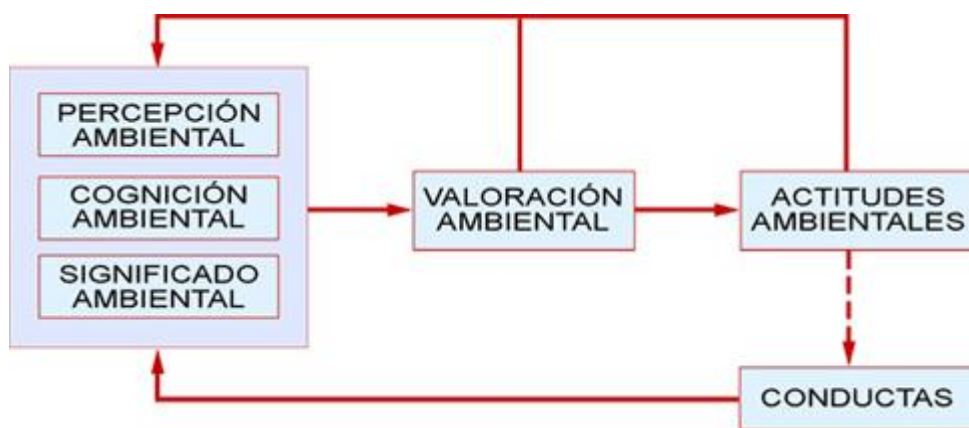 PERCEPCIÓN
AMBIENTAL
COGNICIÓN
AMBIENTAL
SIGNIFICADO
AMBIENTAL
VALORACIÓN
AMBIENTAL
ACTITUDES
AMBIENTALES
CONDUCTAS